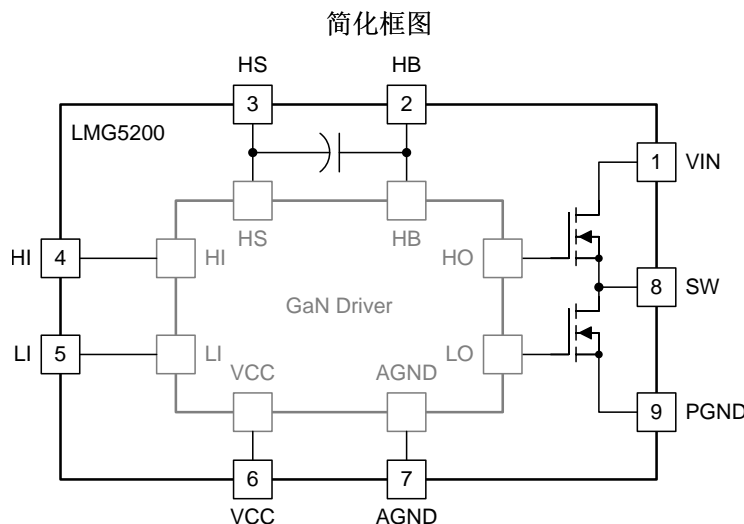 简化框图
HS
HB
3
2
LMG5200
1
VIN
HS
HB
HI
4
HI
HO
GaN Driver
8
SW
LI
5
LI
LO
VCC
AGND
9
PGND
6
7
VCC
AGND